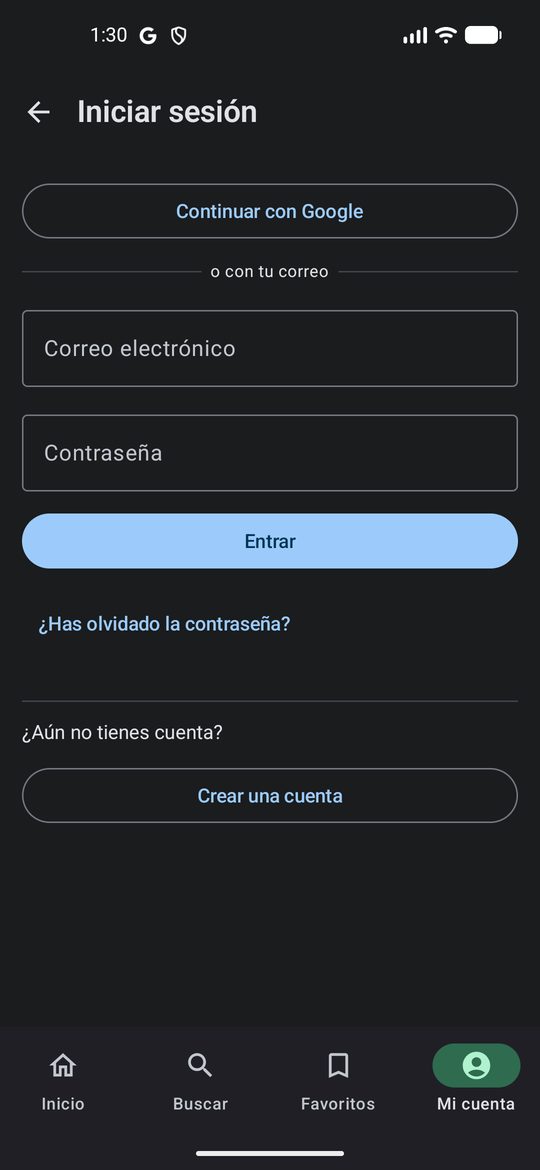 1:30
Iniciar sesión
Continuar con Google
o con tu correo
Correo electrónico
Contraseña
Entrar
¿Has olvidado la contraseña?
¿Aún no tienes cuenta?
Crear una cuenta
Inicio
Buscar
Favoritos
Mi cuenta